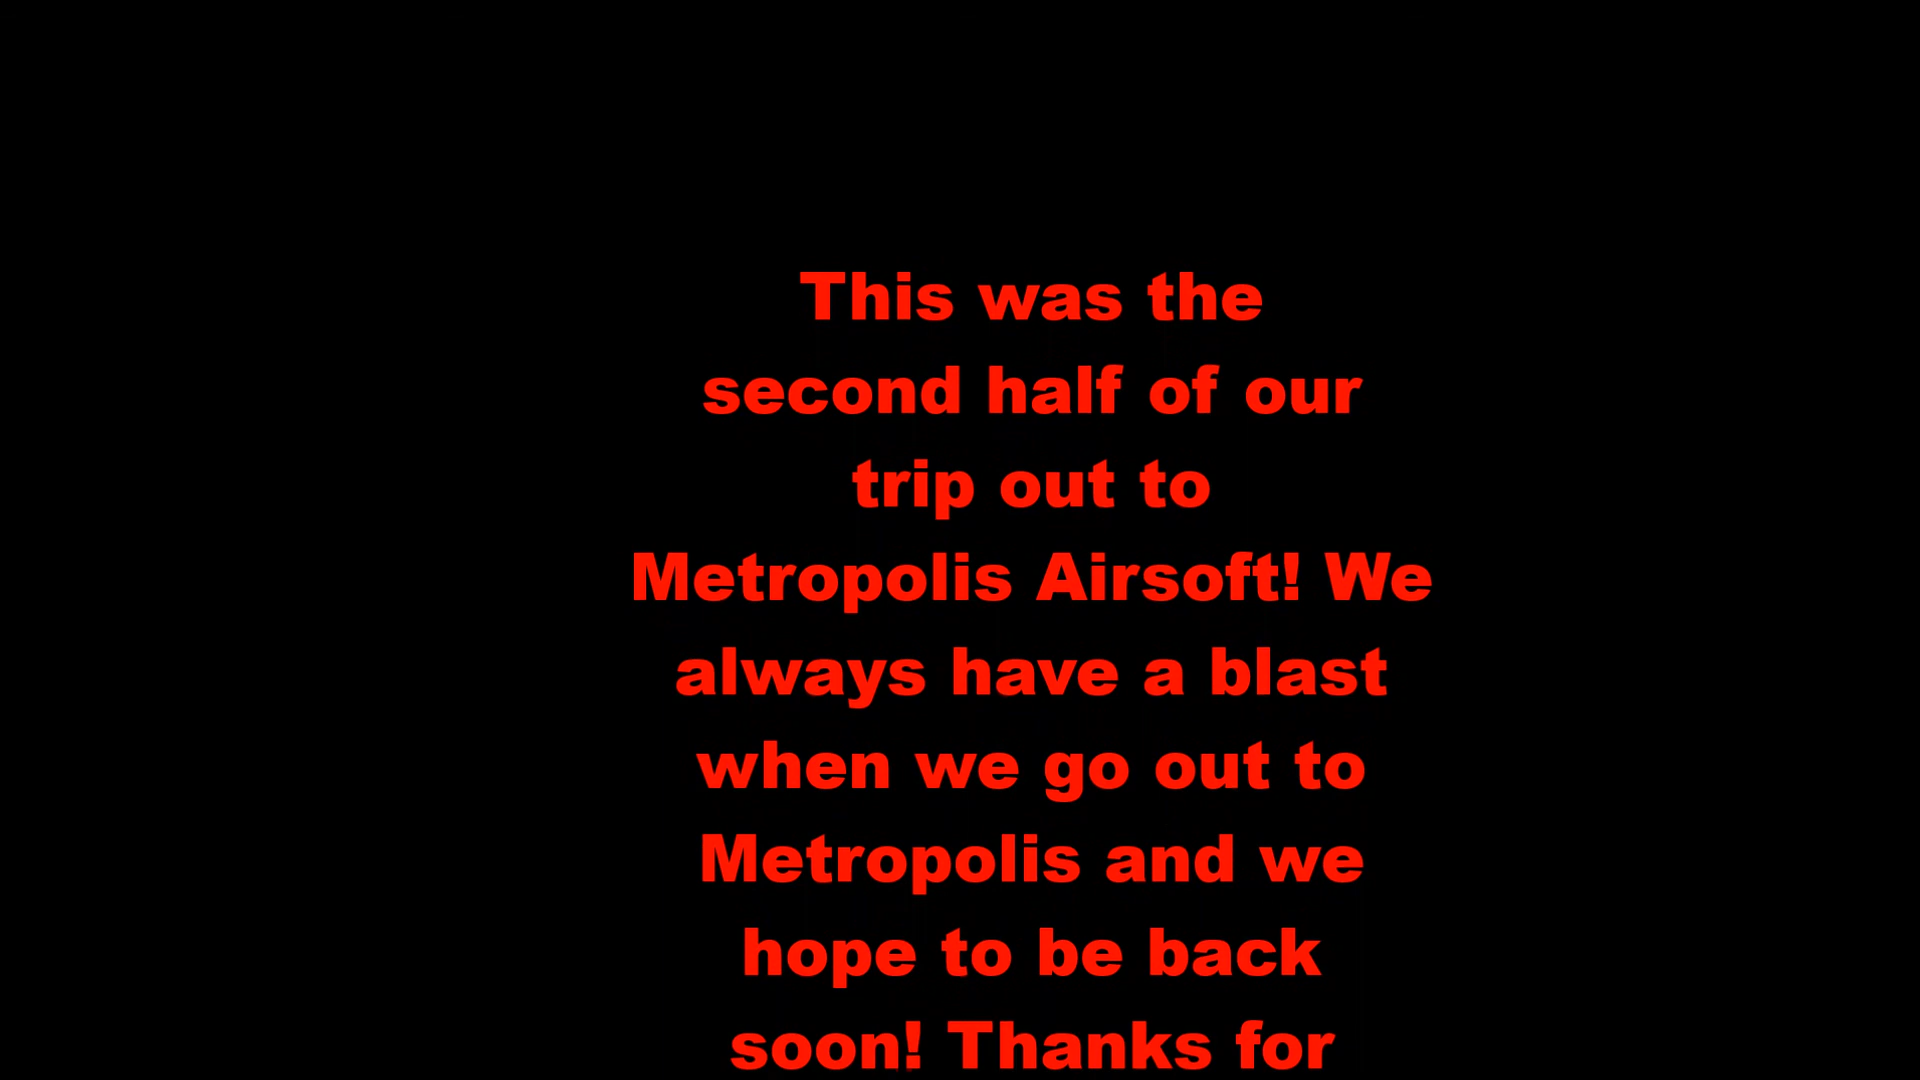 This was the
second half of our
trip out to
Metropolis Airsoft! We
always have a blast
when we go out to
Metropolis and we
hope to be back
soon! Thanks for